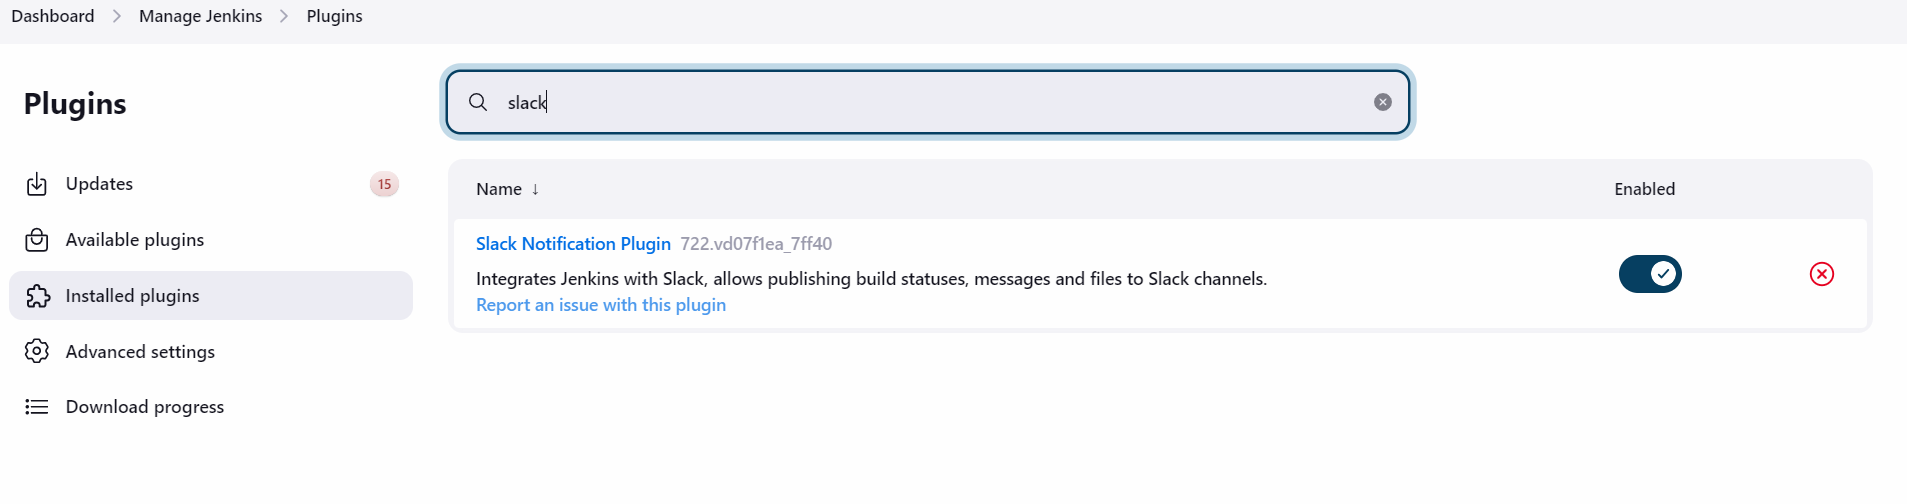 Dashboard > Manage Jenkins > Plugins
Plugins
Updates 15
Available plugins
Installed plugins
Advanced settings
Download progress
slack
Name ↓ Enabled
Slack Notification Plugin 722.vd07f1ea_7ff40
Integrates Jenkins with Slack, allows publishing build statuses, messages and files to Slack channels.
Report an issue with this plugin